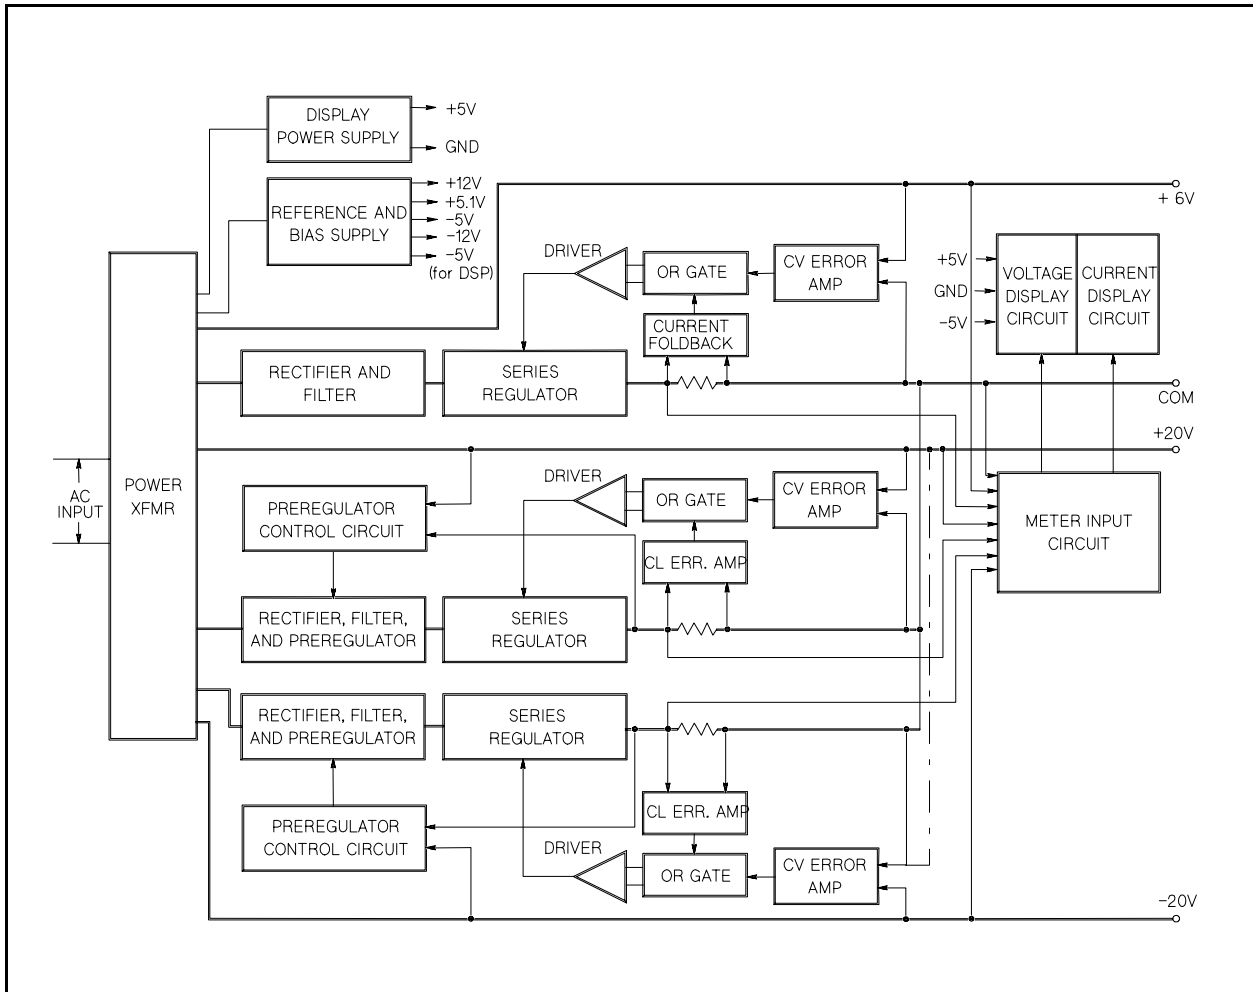 DISPLAY
POWER SUPPLY
+5V
GND
REFERENCE AND
BIAS SUPPLY
+12V
+5.1V
-5V
-12V
-5V
(for DSP)
+ 6V
DRIVER
OR GATE
CV ERROR
AMP
+5V
GND
-5V
VOLTAGE
DISPLAY
CIRCUIT
CURRENT
DISPLAY
CIRCUIT
CURRENT
FOLDBACK
RECTIFIER AND
FILTER
SERIES
REGULATOR
COM
+20V
AC
INPUT
POWER
XFMR
PREREGULATOR
CONTROL CIRCUIT
DRIVER
OR GATE
CV ERROR
AMP
METER INPUT
CIRCUIT
CL ERR. AMP
RECTIFIER, FILTER,
AND PREREGULATOR
SERIES
REGULATOR
RECTIFIER, FILTER,
AND PREREGULATOR
SERIES
REGULATOR
CL ERR. AMP
PREREGULATOR
CONTROL CIRCUIT
DRIVER
OR GATE
CV ERROR
AMP
-20V